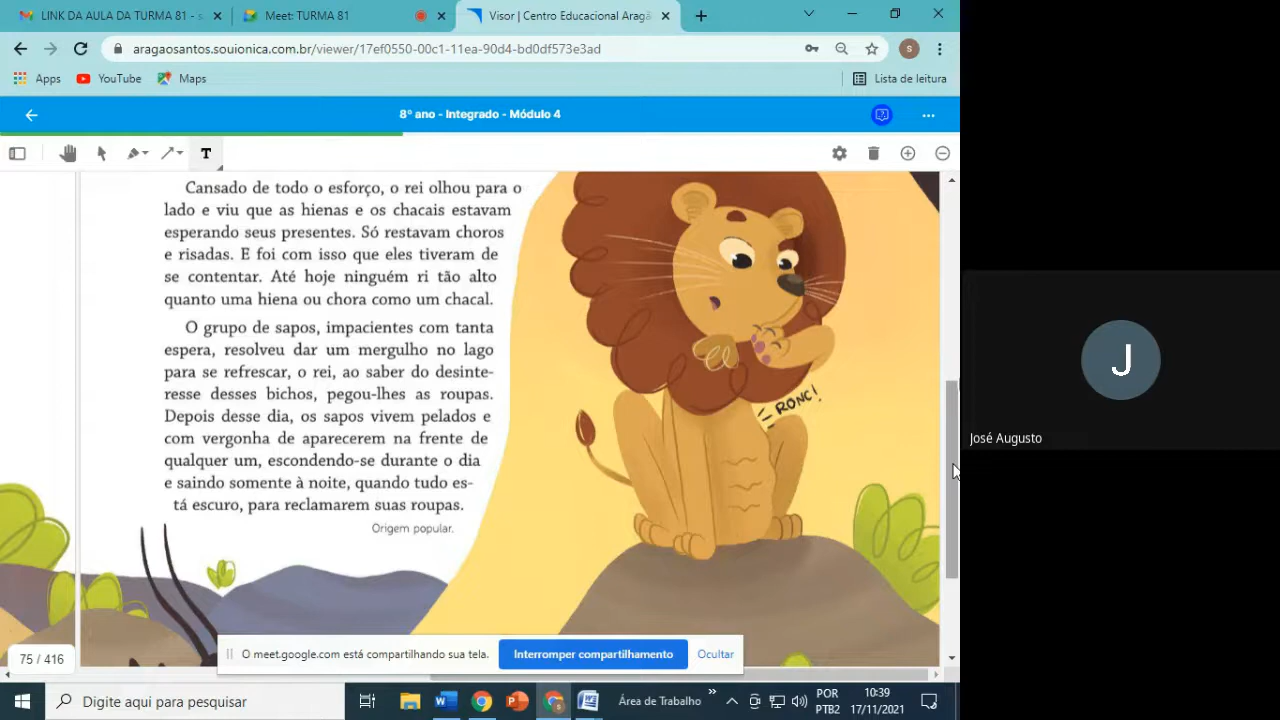 LINK DA AULA DA TURMA 81 - s
Meet: TURMA 81
Visor | Centro Educacional Aragã
aragaosantos.souionica.com.br/viewer/17ef0550-00c1-11ea-90d4-bd0df573e3ad
s
Apps
YouTube
Maps
Lista de leitura
8º ano - Integrado - Módulo 4
T
Cansado de todo o esforço, o rei olhou para o
lado e viu que as hienas e os chacais estavam
esperando seus presentes. Só restavam choros
e risadas. E foi com isso que eles tiveram de
se contentar. Até hoje ninguém ri tão alto
quanto uma hiena ou chora como um chacal.
O grupo de sapos, impacientes com tanta
espera, resolveu dar um mergulho no lago
para se refrescar, o rei, ao saber do desinte-
resse desses bichos, pegou-lhes as roupas.
Depois desse dia, os sapos vivem pelados e
com vergonha de aparecerem na frente de
qualquer um, escondendo-se durante o dia
e saindo somente à noite, quando tudo es-
tá escuro, para reclamarem suas roupas.
Origem popular.
RONC!
J
José Augusto
75 / 416
O meet.google.com está compartilhando sua tela.
Interromper compartilhamento
Ocultar
Digite aqui para pesquisar
Área de Trabalho
POR
PTB2
10:39
17/11/2021